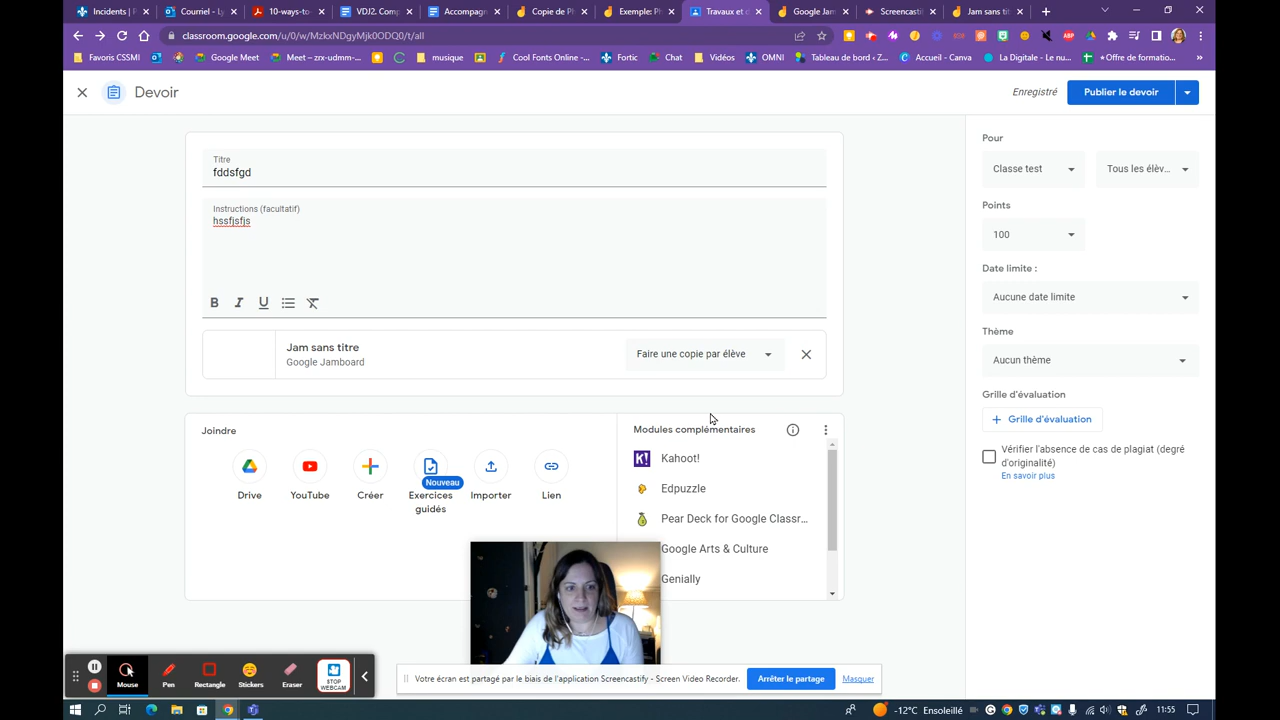 Incidents | P
Courriel - Ly
10-ways-to-
VDJ2. Comp
Accompagn
Copie de Ph
Exemple: Ph
Travaux et d
Google Jam
Screencastif
Jam sans tit
classroom.google.com/u/0/w/MzkxNDgyMjk0ODQ0/t/all
Favoris CSSMI
Google Meet
Meet – zrx-udmm-...
musique
Cool Fonts Online -...
Fortic
Chat
Vidéos
OMNI
Tableau de bord ‹ Z...
Accueil - Canva
La Digitale - Le nu...
★Offre de formatio...
Devoir
Enregistré
Publier le devoir
Titre
fddsfgd
Instructions (facultatif)
hssfjsfjs
B I U
Jam sans titre
Google Jamboard
Faire une copie par élève
Joindre
Drive
YouTube
Créer
Nouveau
Exercices
guidés
Importer
Lien
Modules complémentaires
Kahoot!
Edpuzzle
Pear Deck for Google Classr...
Google Arts & Culture
Genially
Pour
Classe test
Tous les élèv...
Points
100
Date limite :
Aucune date limite
Thème
Aucun thème
Grille d'évaluation
Grille d'évaluation
Vérifier l'absence de cas de plagiat (degré
d'originalité)
En savoir plus
Mouse
Pen
Rectangle
Stickers
Eraser
STOP
WEBCAM
Votre écran est partagé par le biais de l'application Screencastify - Screen Video Recorder.
Arrêter le partage
Masquer
-12°C Ensoleillé
11:55